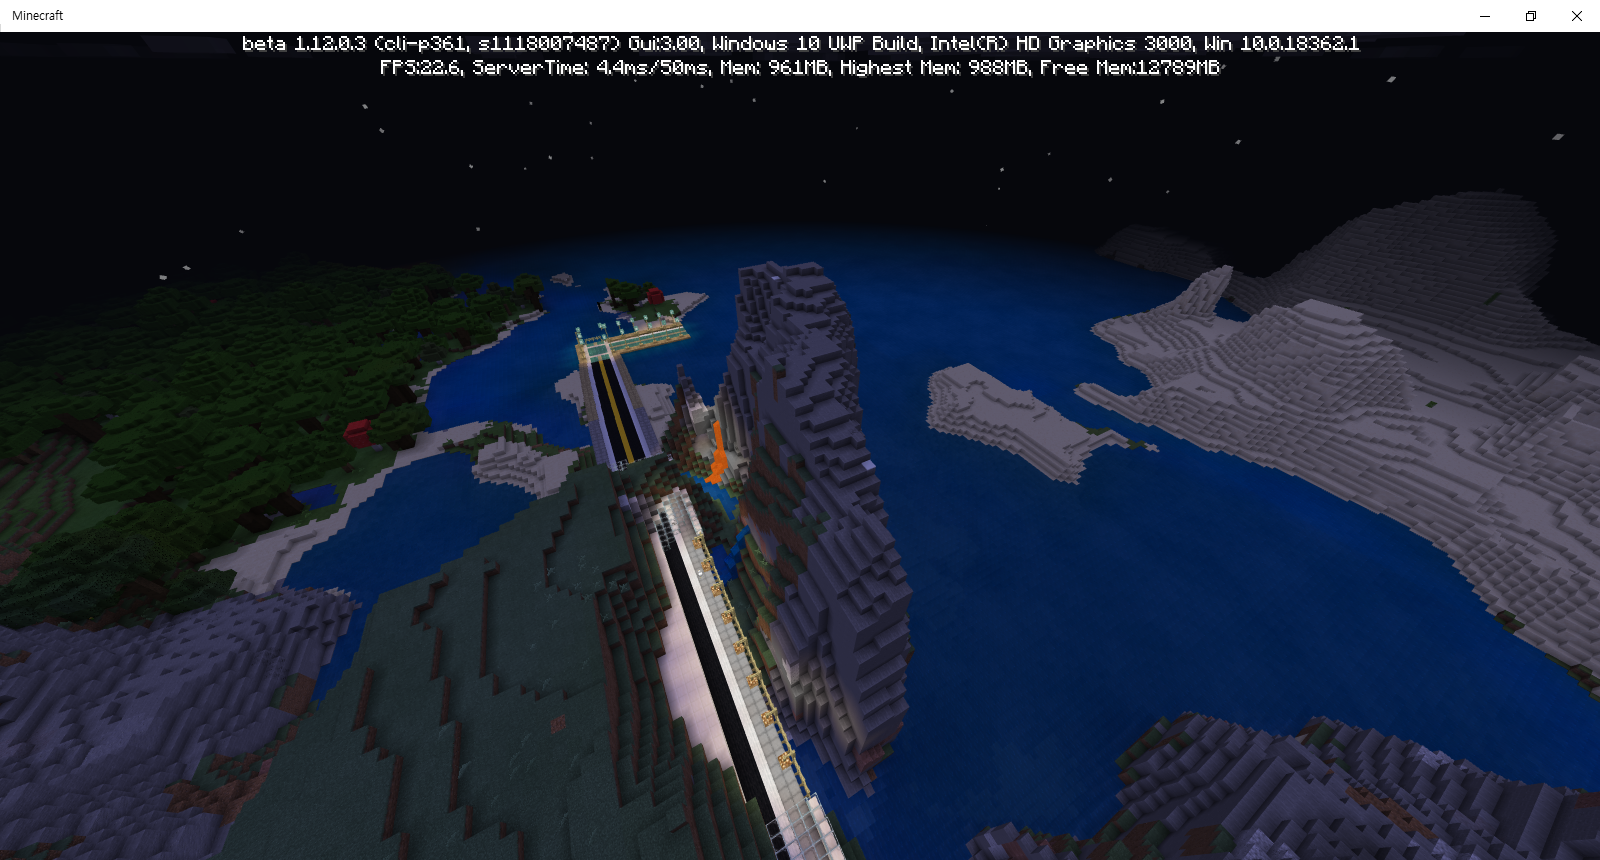 Minecraft
beta 1.12.0.3 (cli-p361, s1118007487) Gui:3.00, Windows 10 UWP Build, Intel(R) HD Graphics 3000, Win 10.0.18362.1
FPS:22.6, ServerTime: 4.4ms/50ms, Mem: 961MB, Highest Mem: 988MB, Free Mem:12789MB